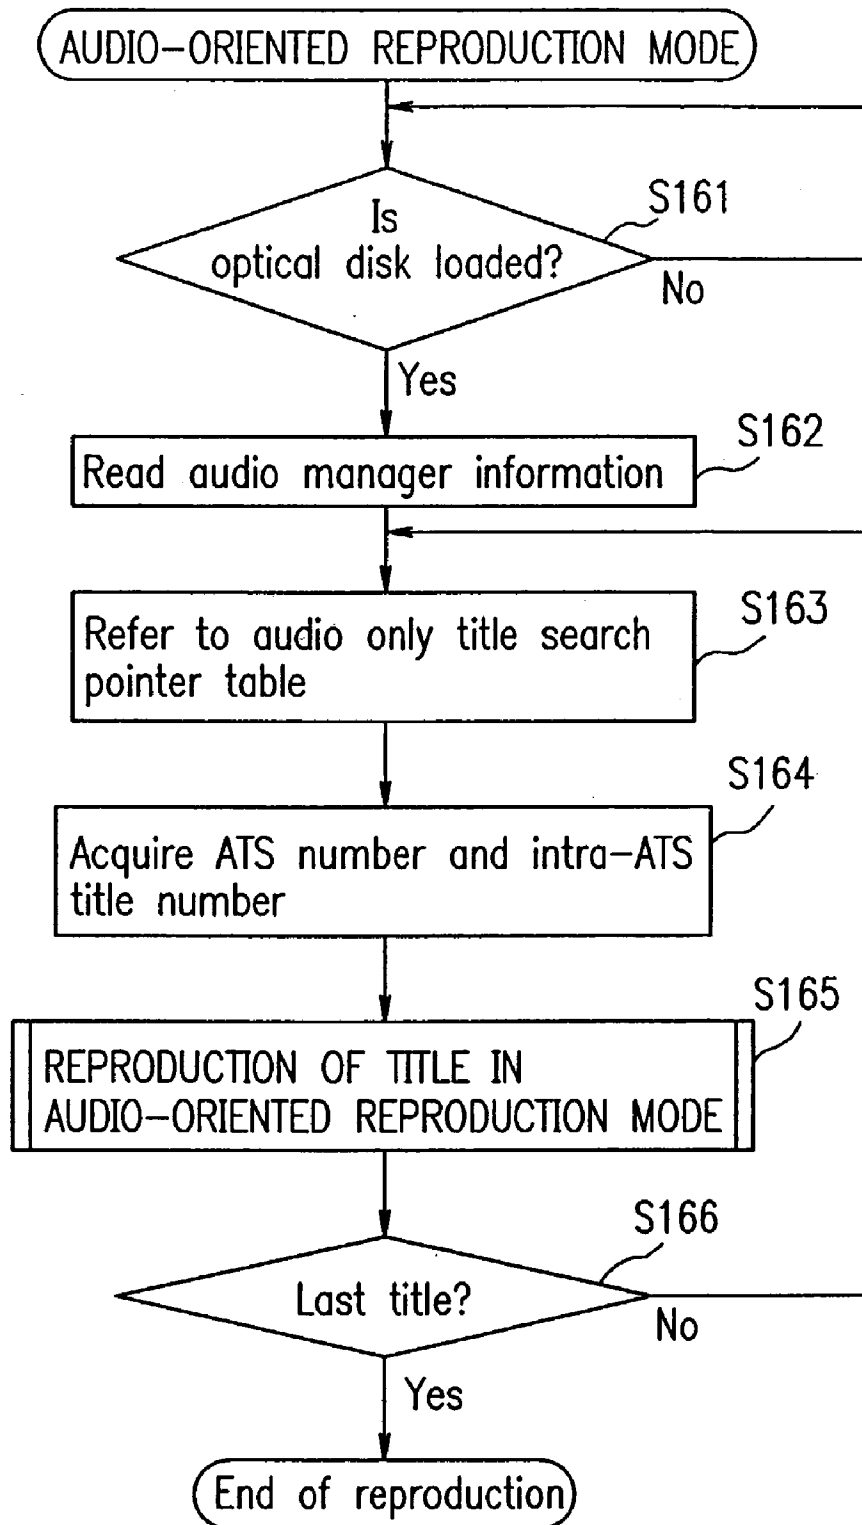 AUDIO-ORIENTED REPRODUCTION MODE
Is
optical disk loaded?
S161
No
Yes
S162
Read audio manager information
S163
Refer to audio only title search
pointer table
S164
Acquire ATS number and intra-ATS
title number
S165
REPRODUCTION OF TITLE IN
AUDIO-ORIENTED REPRODUCTION MODE
S166
Last title?
No
Yes
End of reproduction